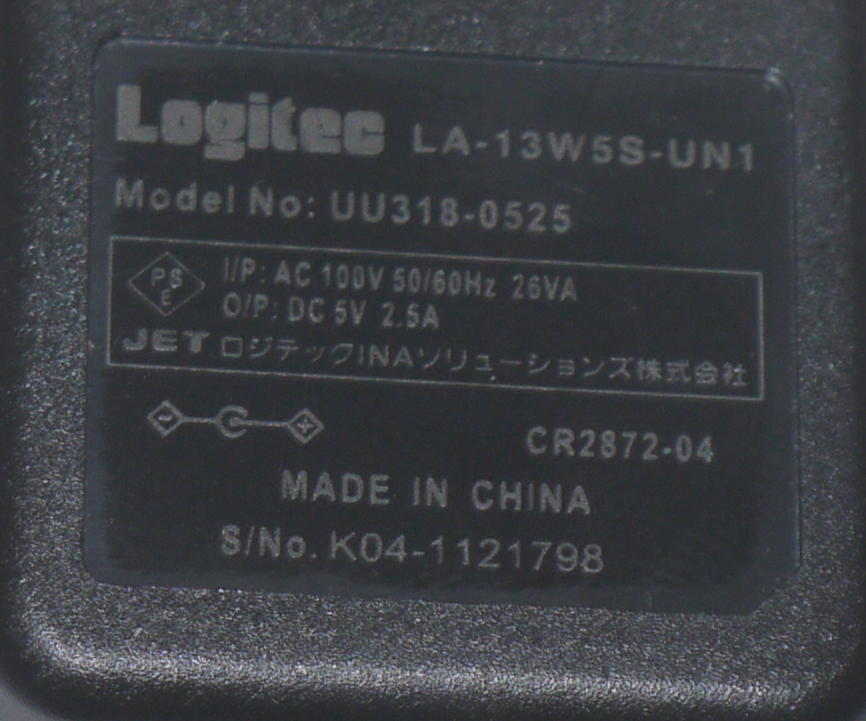 Logitec LA-13W5S-UN1
Model No: UU318-0525
PSE
I/P: AC 100V 50/60Hz 26VA
O/P: DC 5V 2.5A
JET ロジテックINAソリューションズ株式会社
- +
CR2872-04
MADE IN CHINA
S/No. K04-1121798